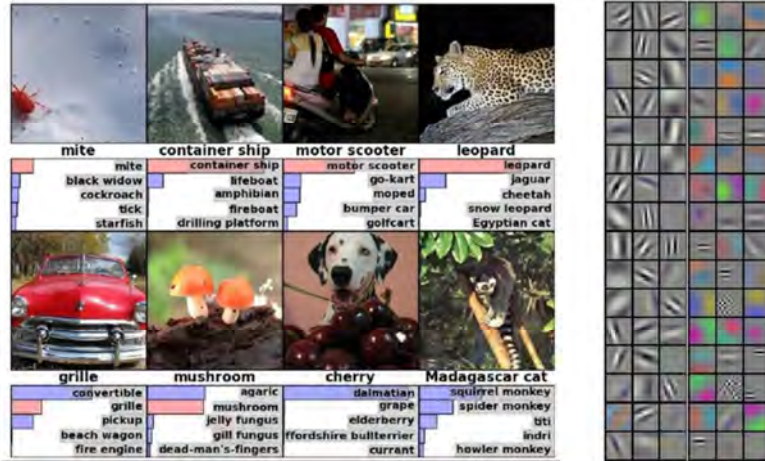 mite container ship motor scooter leopard
mite container ship motor scooter leopard
black widow lifeboat go-kart jaguar
cockroach amphibian moped cheetah
tick fireboat bumper car snow leopard
starfish drilling platform golfcart Egyptian cat
grille mushroom cherry Madagascar cat
convertible agaric dalmatian squirrel monkey
grille mushroom grape spider monkey
pickup jelly fungus elderberry titi
beach wagon gill fungus ffordshire bullterrier indri
fire engine dead-man's-fingers currant howler monkey